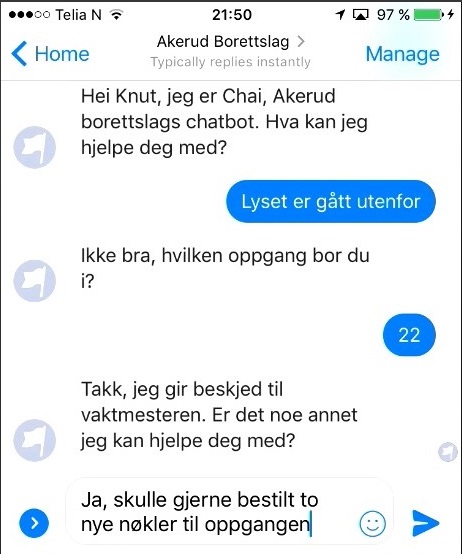 Telia N 21:50 97 %
Home Akerud Borettslag Manage
Typically replies instantly
Hei Knut, jeg er Chai, Akerud
borettslags chatbot. Hva kan jeg
hjelpe deg med?
Lyset er gått utenfor
Ikke bra, hvilken oppgang bor du
i?
22
Takk, jeg gir beskjed til
vaktmesteren. Er det noe annet
jeg kan hjelpe deg med?
Ja, skulle gjerne bestilt to
nye nøkler til oppgangen